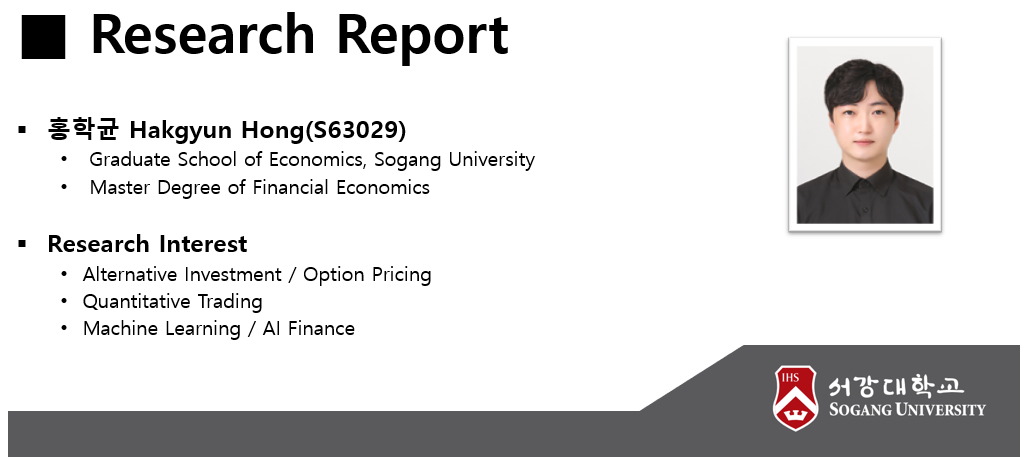 ■ Research Report
▪ 홍학균 Hakgyun Hong(S63029)
• Graduate School of Economics, Sogang University
• Master Degree of Financial Economics
▪ Research Interest
• Alternative Investment / Option Pricing
• Quantitative Trading
• Machine Learning / AI Finance
IHS
서강대학교
SOGANG UNIVERSITY